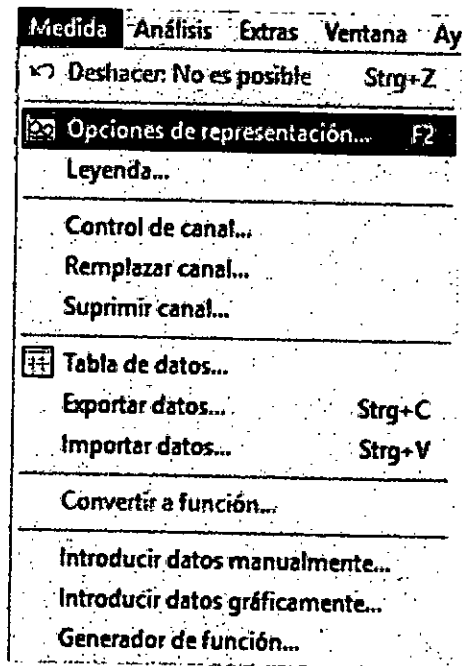 Medida Análisis Extras Ventana Ay
Deshacer: No es posible Strg+Z
Opciones de representación... F2
Leyenda...
Control de canal...
Remplazar canal...
Suprimir canal...
Tabla de datos...
Exportar datos... Strg+C
Importar datos... Strg+V
Convertir a función...
Introducir datos manualmente...
Introducir datos gráficamente...
Generador de función...